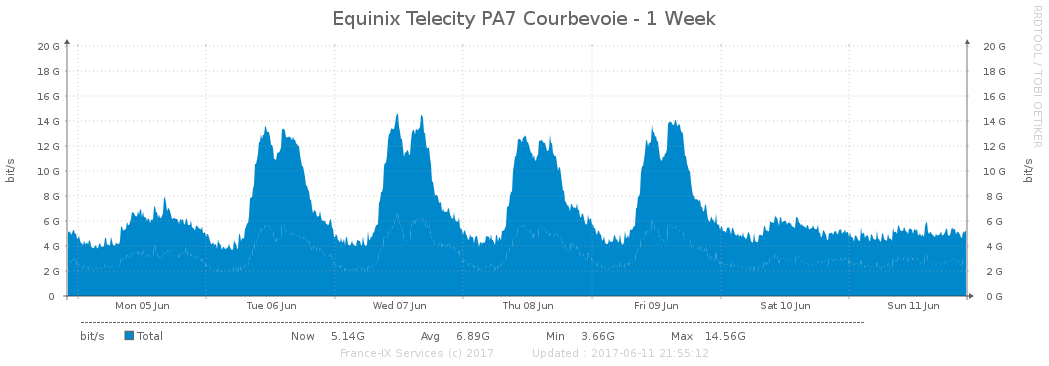 Equinix Telecity PA7 Courbevoie - 1 Week
RRDTOOL / TOBI OETIKER
20 G 20 G
18 G 18 G
16 G 16 G
14 G 14 G
12 G 12 G
10 G 10 G
8 G 8 G
6 G 6 G
4 G 4 G
2 G 2 G
0 0 G
bit/s
bit/s
Mon 05 Jun Tue 06 Jun Wed 07 Jun Thu 08 Jun Fri 09 Jun Sat 10 Jun Sun 11 Jun
bit/s Total Now 5.14G Avg 6.89G Min 3.66G Max 14.56G
France-IX Services (c) 2017 Updated : 2017-06-11 21:55:12